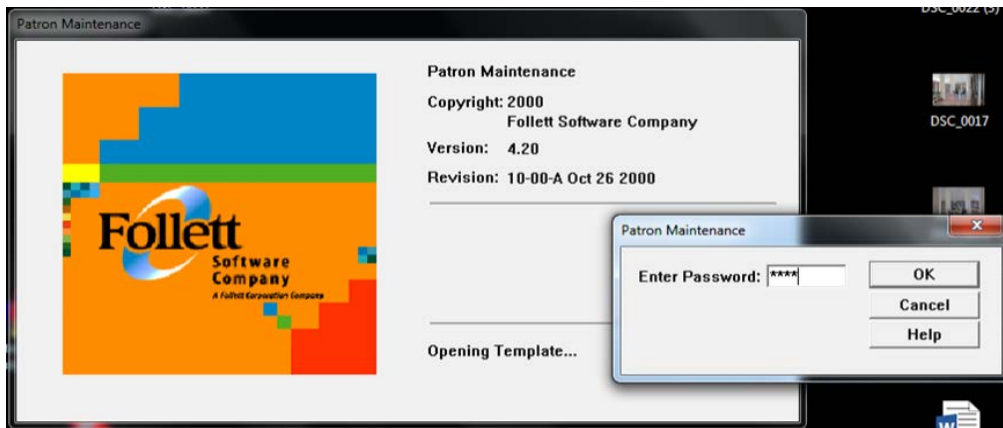 DSC_0022 (3)
Patron Maintenance
Patron Maintenance
Copyright: 2000
Follett Software Company
Version: 4.20
Revision: 10-00-A Oct 26 2000
Follett
Software
Company
A Follett Corporation Company
Opening Template...
DSC_0017
Patron Maintenance
Enter Password: ****
OK
Cancel
Help
W